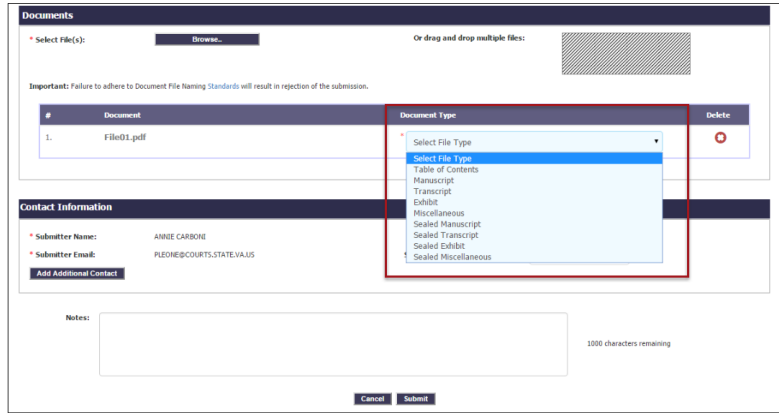 Documents
* Select File(s): Browse.. Or drag and drop multiple files:
Important: Failure to adhere to Document File Naming Standards will result in rejection of the submission.
# Document Document Type Delete
1. File01.pdf * Select File Type
Select File Type
Table of Contents
Manuscript
Transcript
Exhibit
Miscellaneous
Sealed Manuscript
Sealed Transcript
Sealed Exhibit
Sealed Miscellaneous
Contact Information
* Submitter Name: ANNIE CARBONI
* Submitter Email: PLEONE@COURTS.STATE.VA.US
Add Additional Contact
Notes:
1000 characters remaining
Cancel Submit